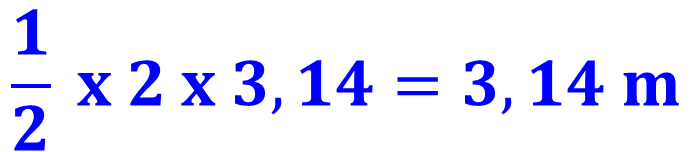 1/2 x 2 x 3,14 = 3,14 m